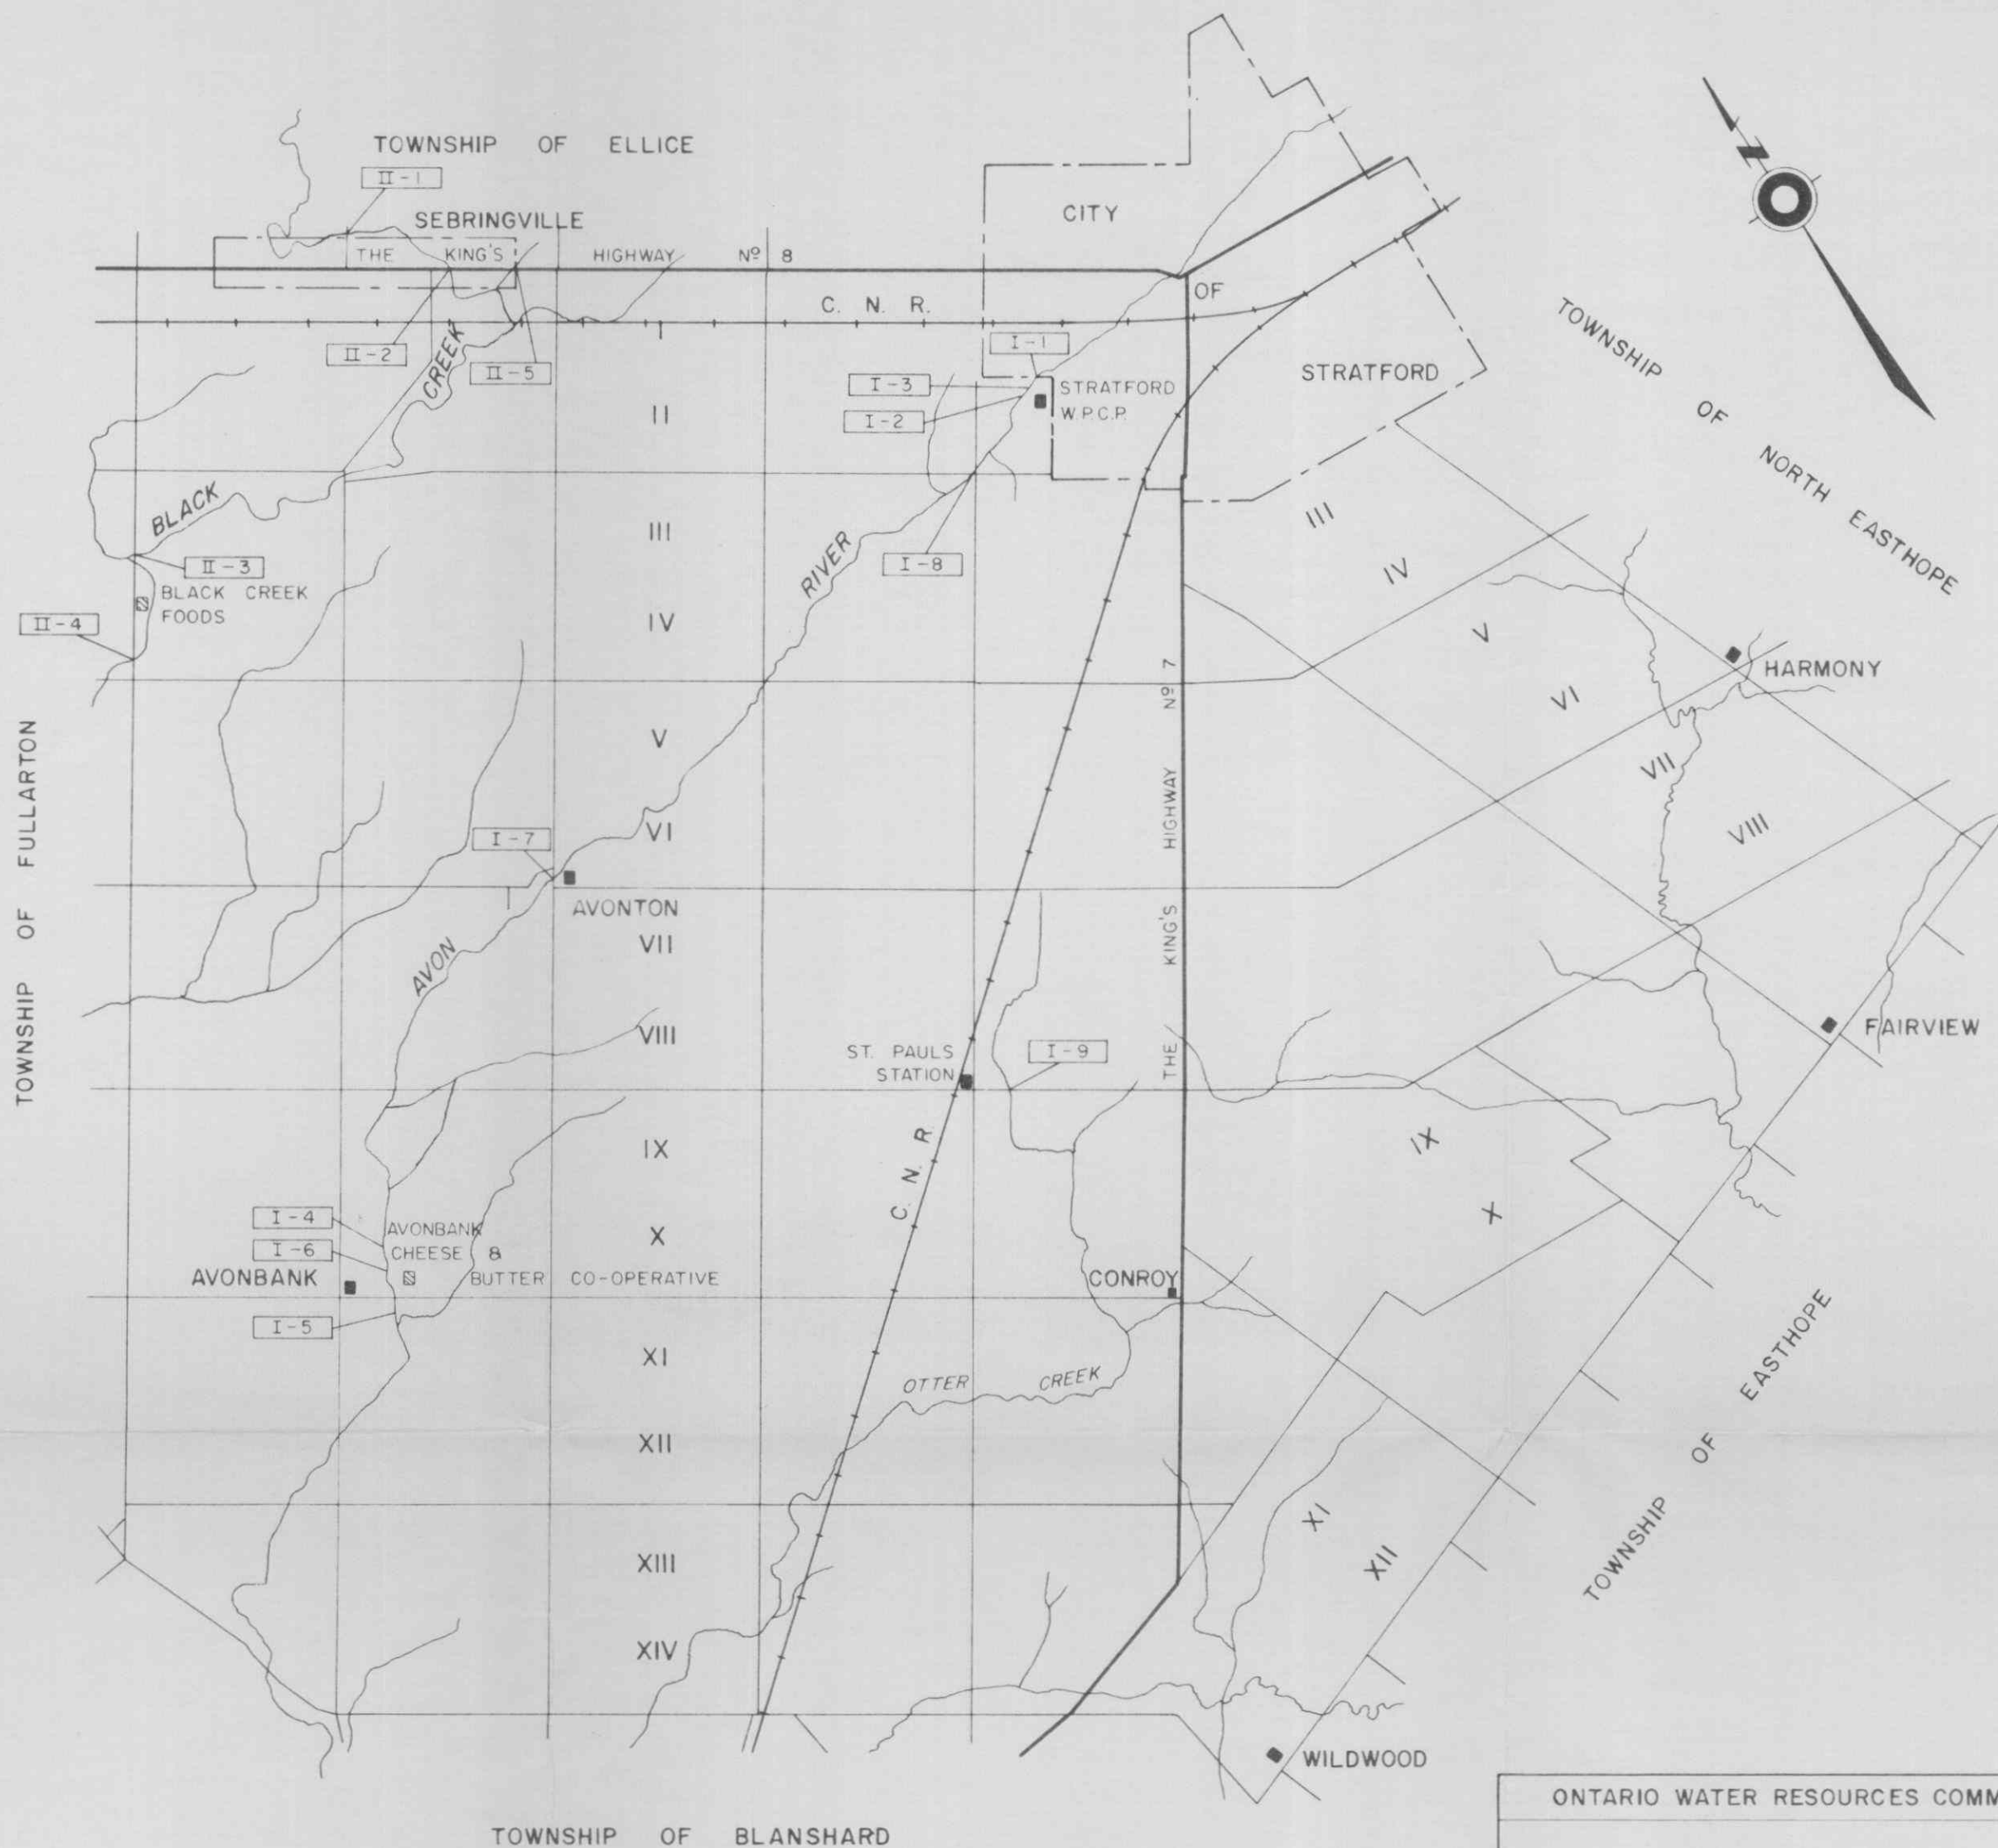 TOWNSHIP OF ELLICE
II-1
SEBRINGVILLE
THE KING'S HIGHWAY Nº 8
CITY
OF
STRATFORD
N
C. N. R.
II-2
CREEK
II-5
I-1
I-3
I-2
STRATFORD
W.P.C.P.
TOWNSHIP OF NORTH EASTHOPE
II
BLACK
III
RIVER
I-8
II-3
BLACK CREEK
FOODS
II-4
IV
III
IV
V
VI
VII
VIII
HARMONY
TOWNSHIP OF FULLARTON
V
THE KING'S HIGHWAY Nº 7
I-7
VI
AVONTON
AVON
VII
VIII
ST. PAULS
STATION
I-9
FAIRVIEW
IX
C. N. R.
IX
X
I-4
I-6
AVONBANK
CHEESE &
BUTTER CO-OPERATIVE
AVONBANK
X
CONROY
I-5
XI
OTTER CREEK
TOWNSHIP OF EASTHOPE
XII
XI
XII
XIII
XIV
WILDWOOD
TOWNSHIP OF BLANSHARD
ONTARIO WATER RESOURCES COMM